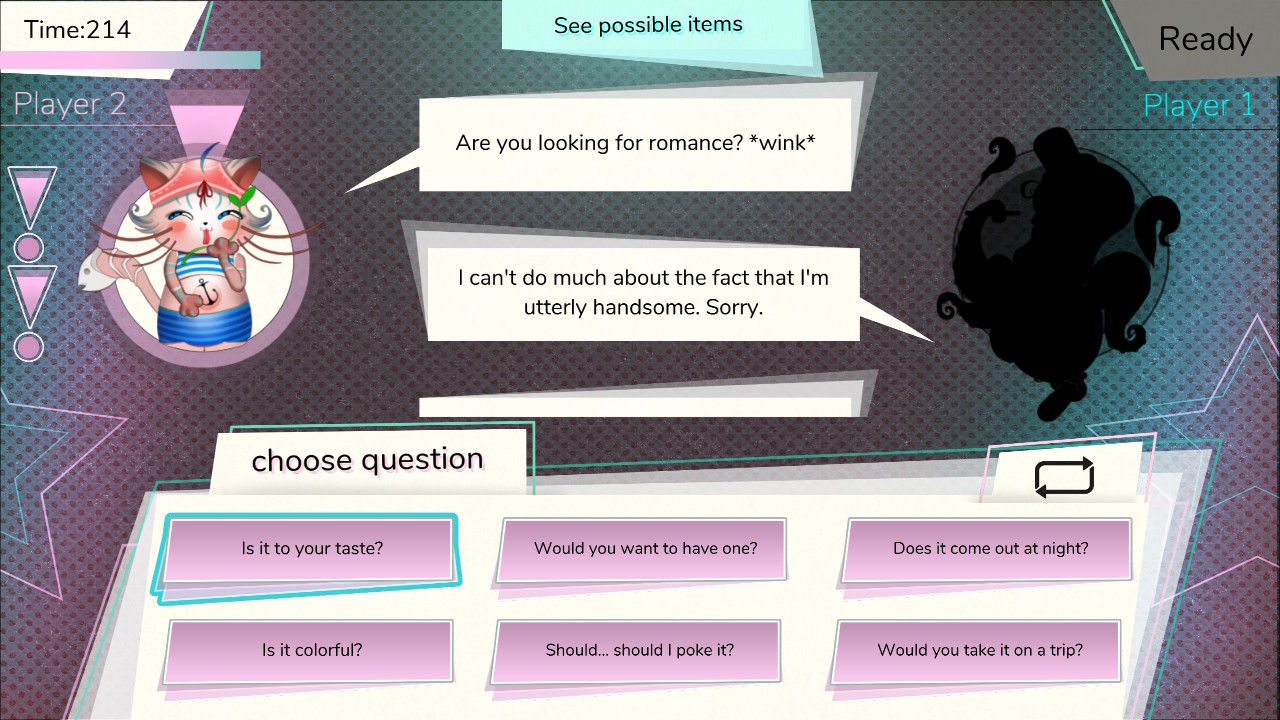 Time:214
See possible items
Ready
Player 2
Player 1
Are you looking for romance? *wink*
I can't do much about the fact that I'm
utterly handsome. Sorry.
choose question
Is it to your taste?
Would you want to have one?
Does it come out at night?
Is it colorful?
Should... should I poke it?
Would you take it on a trip?